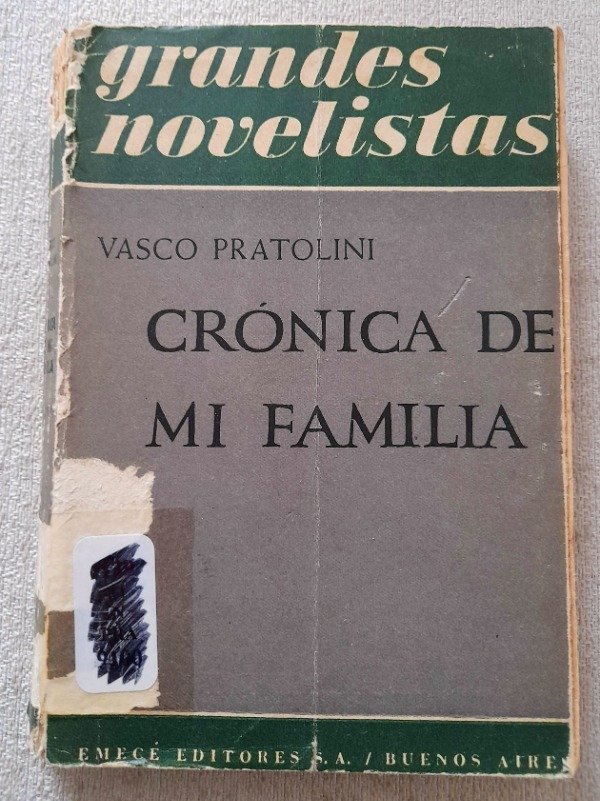 grandes
novelistas
VASCO PRATOLINI
CRÓNICA DE
MI FAMILIA
EMECÉ EDITORES S.A. / BUENOS AIRES